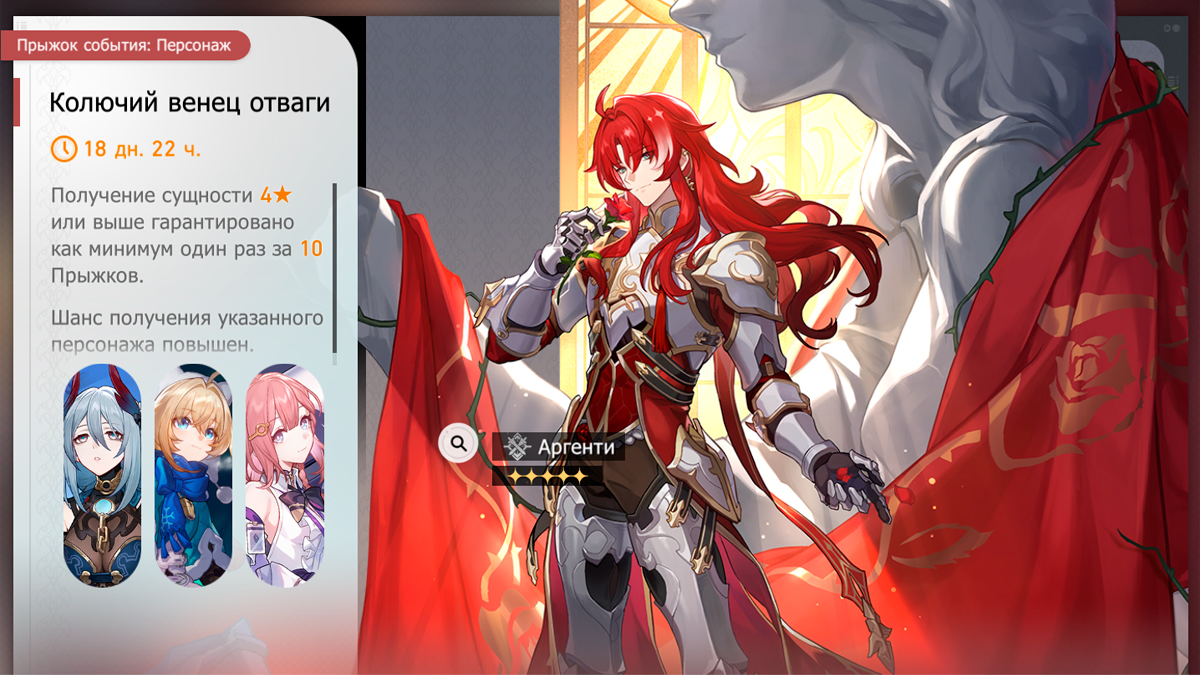 Прыжок события: Персонаж
Колючий венец отваги
18 дн. 22 ч.
Получение сущности 4★
или выше гарантировано
как минимум один раз за 10
Прыжков.
Шанс получения указанного
персонажа повышен.
Аргенти